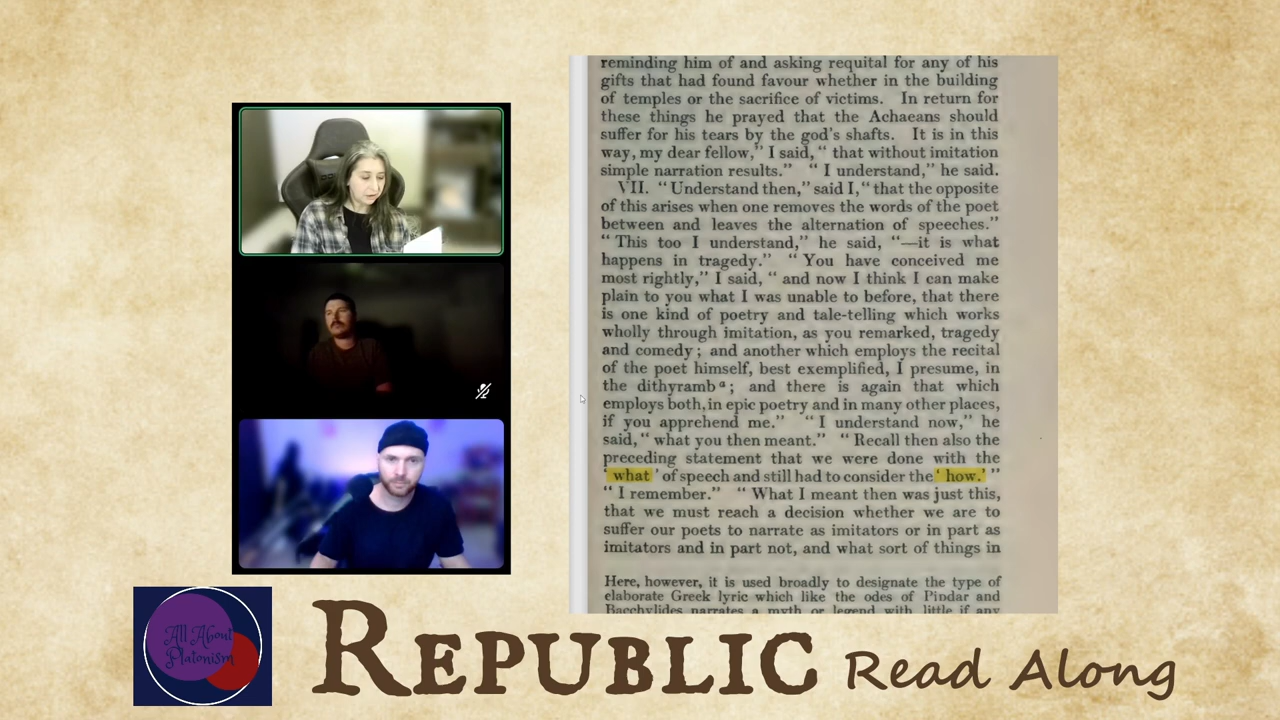 reminding him of and asking requital for any of his
gifts that had found favour whether in the building
of temples or the sacrifice of victims. In return for
these things he prayed that the Achaeans should
suffer for his tears by the god's shafts. It is in this
way, my dear fellow,” I said, “ that without imitation
simple narration results.” “ I understand,” he said.
VII. “ Understand then,” said I, “ that the opposite
of this arises when one removes the words of the poet
between and leaves the alternation of speeches.”
“ This too I understand,” he said, “—it is what
happens in tragedy.” “ You have conceived me
most rightly,” I said, “ and now I think I can make
plain to you what I was unable to before, that there
is one kind of poetry and tale-telling which works
wholly through imitation, as you remarked, tragedy
and comedy ; and another which employs the recital
of the poet himself, best exemplified, I presume, in
the dithyramb a ; and there is again that which
employs both, in epic poetry and in many other places,
if you apprehend me.” “ I understand now,” he
said, “ what you then meant.” “ Recall then also the
preceding statement that we were done with the
‘ what ’ of speech and still had to consider the ‘ how.’ ”
“ I remember.” “ What I meant then was just this,
that we must reach a decision whether we are to
suffer our poets to narrate as imitators or in part as
imitators and in part not, and what sort of things in
Here, however, it is used broadly to designate the type of
elaborate Greek lyric which like the odes of Pindar and
Bacchylides narrates a myth or legend with little if any
All About
Platonism
REPUBLIC Read Along